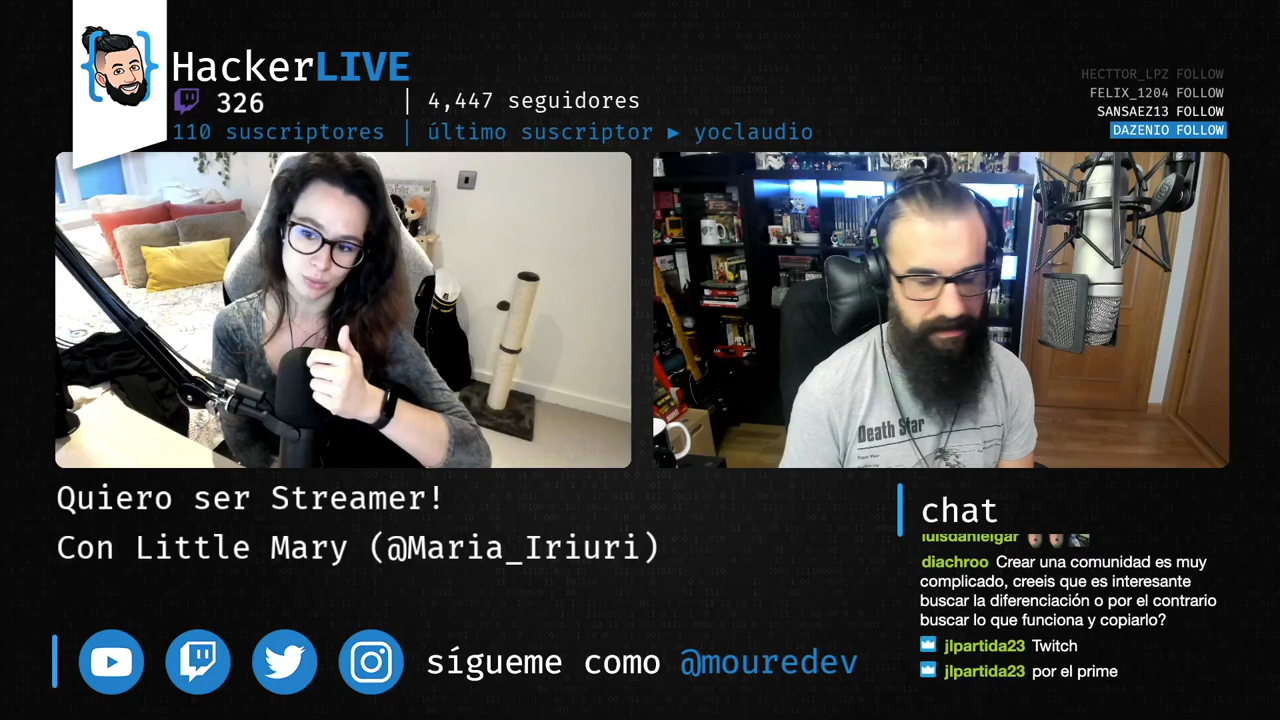 HackerLIVE
326 | 4,447 seguidores
110 suscriptores | último suscriptor ▶ yoclaudio
HECTTOR_LPZ FOLLOW
FELIX_1204 FOLLOW
SANSAEZ13 FOLLOW
DAZENIO FOLLOW
Death Star
Quiero ser Streamer!
Con Little Mary (@Maria_Iriuri)
chat
luisdanielgar
diachroo Crear una comunidad es muy
complicado, creeis que es interesante
buscar la diferenciación o por el contrario
buscar lo que funciona y copiarlo?
jlpartida23 Twitch
jlpartida23 por el prime
sígueme como @mouredev